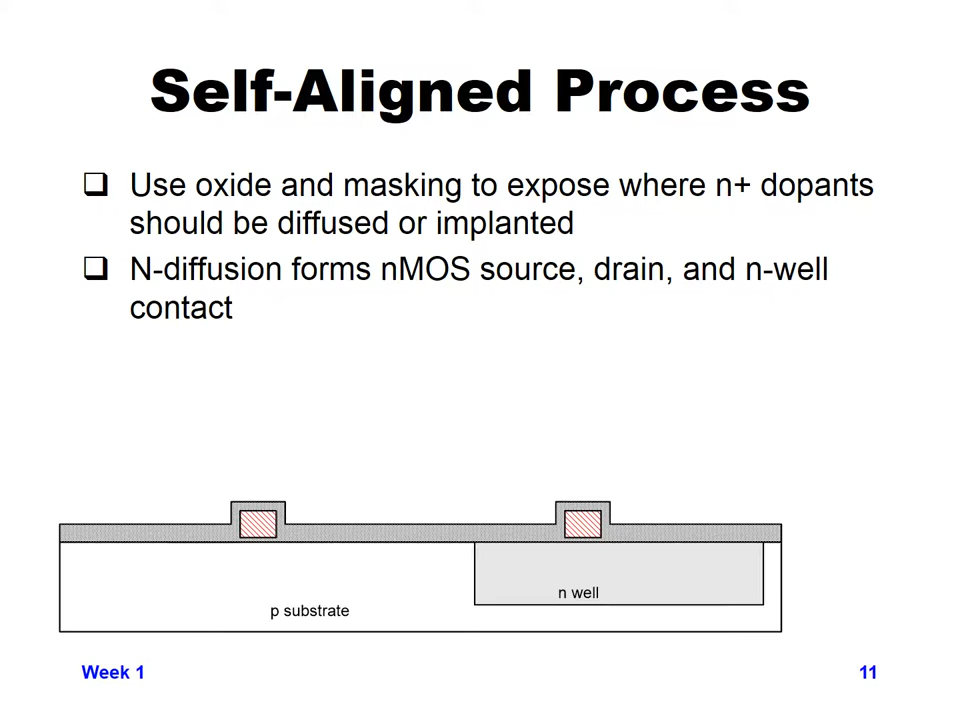 Self-Aligned Process
❑ Use oxide and masking to expose where n+ dopants
should be diffused or implanted
❑ N-diffusion forms nMOS source, drain, and n-well
contact
n well
p substrate
Week 1
11